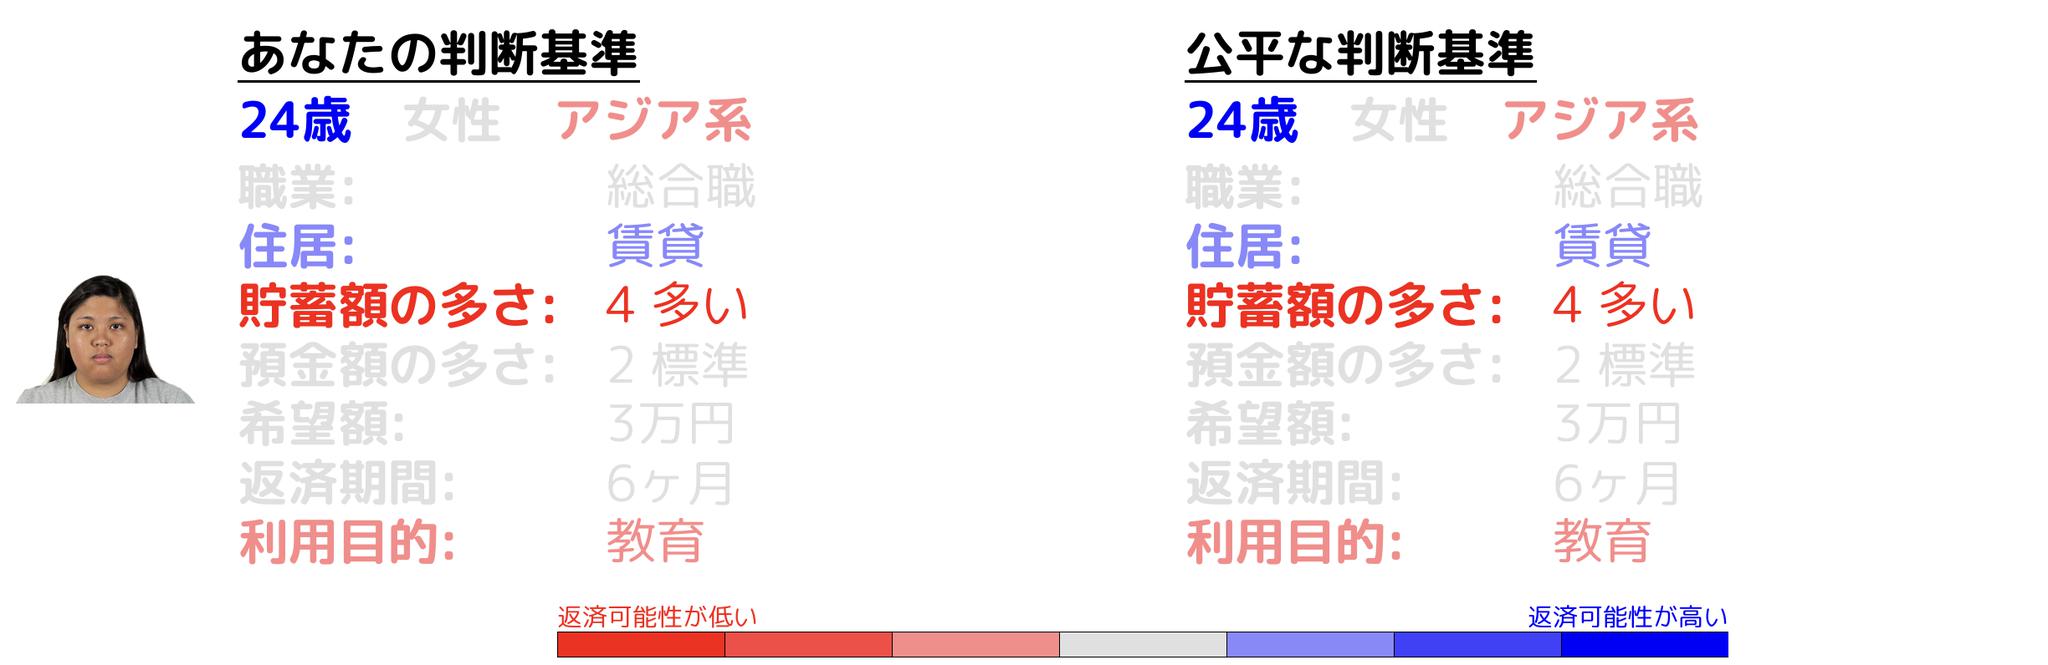 あなたの判断基準
24歳 女性 アジア系
職業: 総合職
住居: 賃貸
貯蓄額の多さ: 4 多い
預金額の多さ: 2 標準
希望額: 3万円
返済期間: 6ヶ月
利用目的: 教育
公平な判断基準
24歳 女性 アジア系
職業: 総合職
住居: 賃貸
貯蓄額の多さ: 4 多い
預金額の多さ: 2 標準
希望額: 3万円
返済期間: 6ヶ月
利用目的: 教育
返済可能性が低い
返済可能性が高い